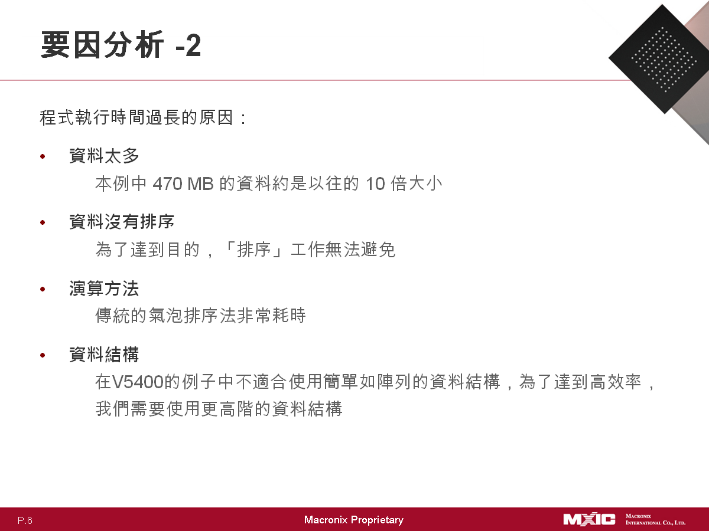 要因分析 -2
程式執行時間過長的原因：
• 資料太多
本例中 470 MB 的資料約是以往的 10 倍大小
• 資料沒有排序
為了達到目的，「排序」工作無法避免
• 演算方法
傳統的氣泡排序法非常耗時
• 資料結構
在V5400的例子中不適合使用簡單如陣列的資料結構，為了達到高效率，
我們需要使用更高階的資料結構
P.6
Macronix Proprietary
MXIC
MACRONIX
INTERNATIONAL CO., LTD.